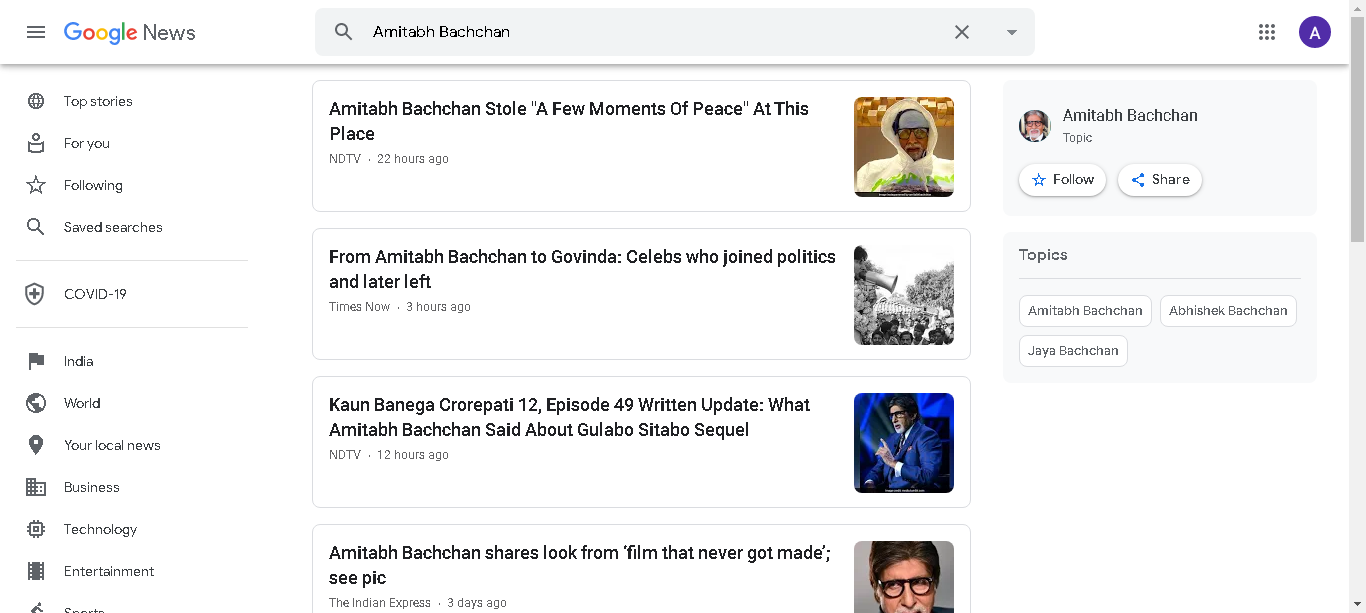 Google News
Amitabh Bachchan
A
Top stories
For you
Following
Saved searches
COVID-19
India
World
Your local news
Business
Technology
Entertainment
Sports
Amitabh Bachchan Stole "A Few Moments Of Peace" At This
Place
NDTV · 22 hours ago
From Amitabh Bachchan to Govinda: Celebs who joined politics
and later left
Times Now · 3 hours ago
Kaun Banega Crorepati 12, Episode 49 Written Update: What
Amitabh Bachchan Said About Gulabo Sitabo Sequel
NDTV · 12 hours ago
Amitabh Bachchan shares look from ‘film that never got made’;
see pic
The Indian Express · 3 days ago
Amitabh Bachchan
Topic
Follow
Share
Topics
Amitabh Bachchan
Abhishek Bachchan
Jaya Bachchan